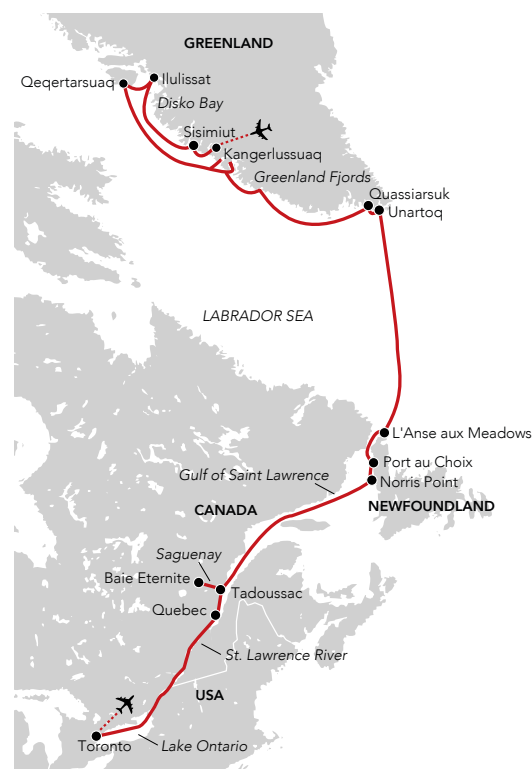 GREENLAND
Qeqertarsuaq
Ilulissat
Disko Bay
Sisimiut
Kangerlussuaq
Greenland Fjords
Quassiarsuk
Unartoq
LABRADOR SEA
L'Anse aux Meadows
Port au Choix
Gulf of Saint Lawrence
Norris Point
CANADA
NEWFOUNDLAND
Saguenay
Baie Eternite
Tadoussac
Quebec
St. Lawrence River
USA
Toronto
Lake Ontario